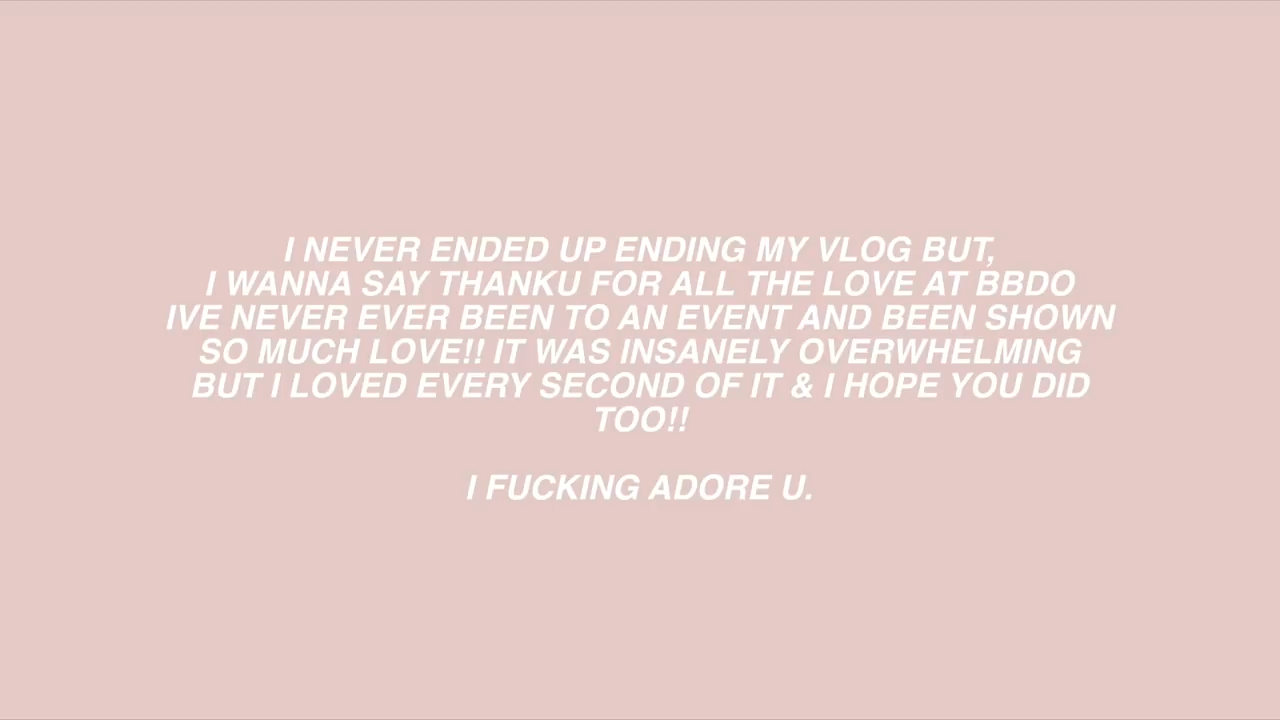 I NEVER ENDED UP ENDING MY VLOG BUT,
I WANNA SAY THANKU FOR ALL THE LOVE AT BBDO
IVE NEVER EVER BEEN TO AN EVENT AND BEEN SHOWN
SO MUCH LOVE!! IT WAS INSANELY OVERWHELMING
BUT I LOVED EVERY SECOND OF IT & I HOPE YOU DID
TOO!!
I FUCKING ADORE U.